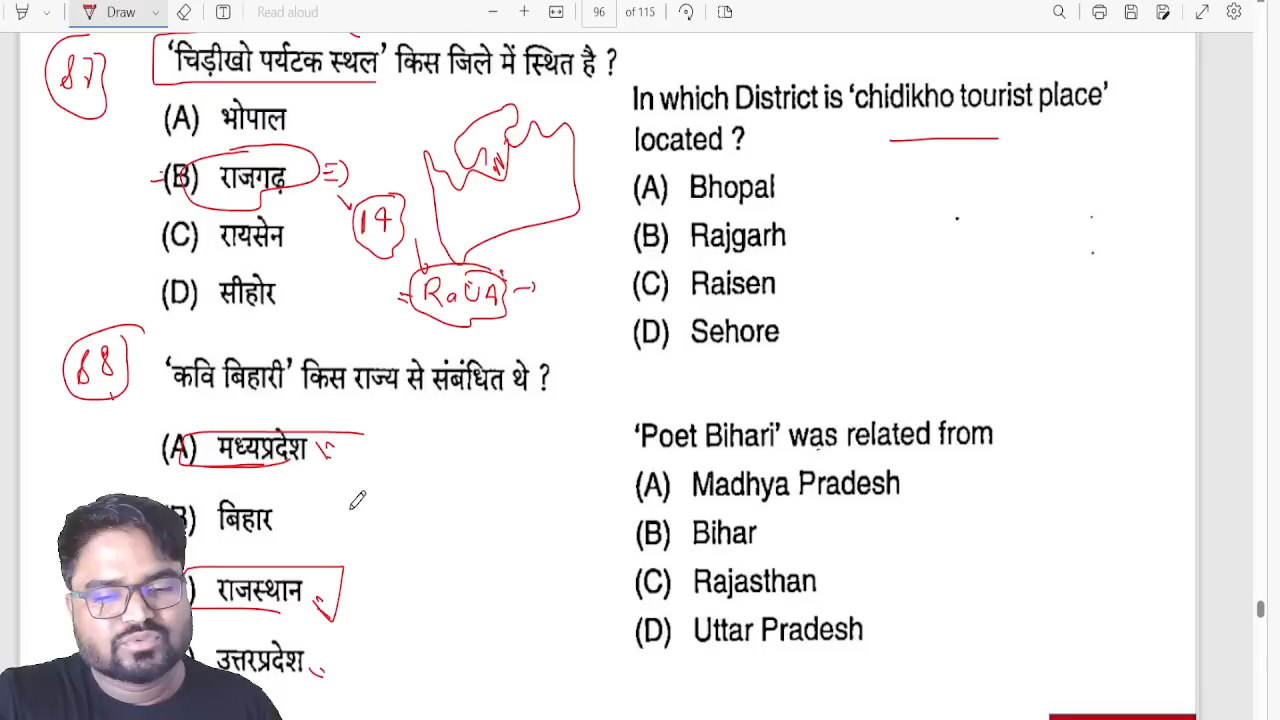 Draw
Read aloud
96 of 115
87
'चिड़ीखो पर्यटक स्थल' किस जिले में स्थित है ?
(A) भोपाल
(B) राजगढ़
(C) रायसेन
(D) सीहोर
14
88
'कवि बिहारी' किस राज्य से संबंधित थे ?
(A) मध्यप्रदेश
B) बिहार
) राजस्थान
) उत्तरप्रदेश
In which District is 'chidikho tourist place'
located ?
(A) Bhopal
(B) Rajgarh
(C) Raisen
(D) Sehore
'Poet Bihari' was related from
(A) Madhya Pradesh
(B) Bihar
(C) Rajasthan
(D) Uttar Pradesh